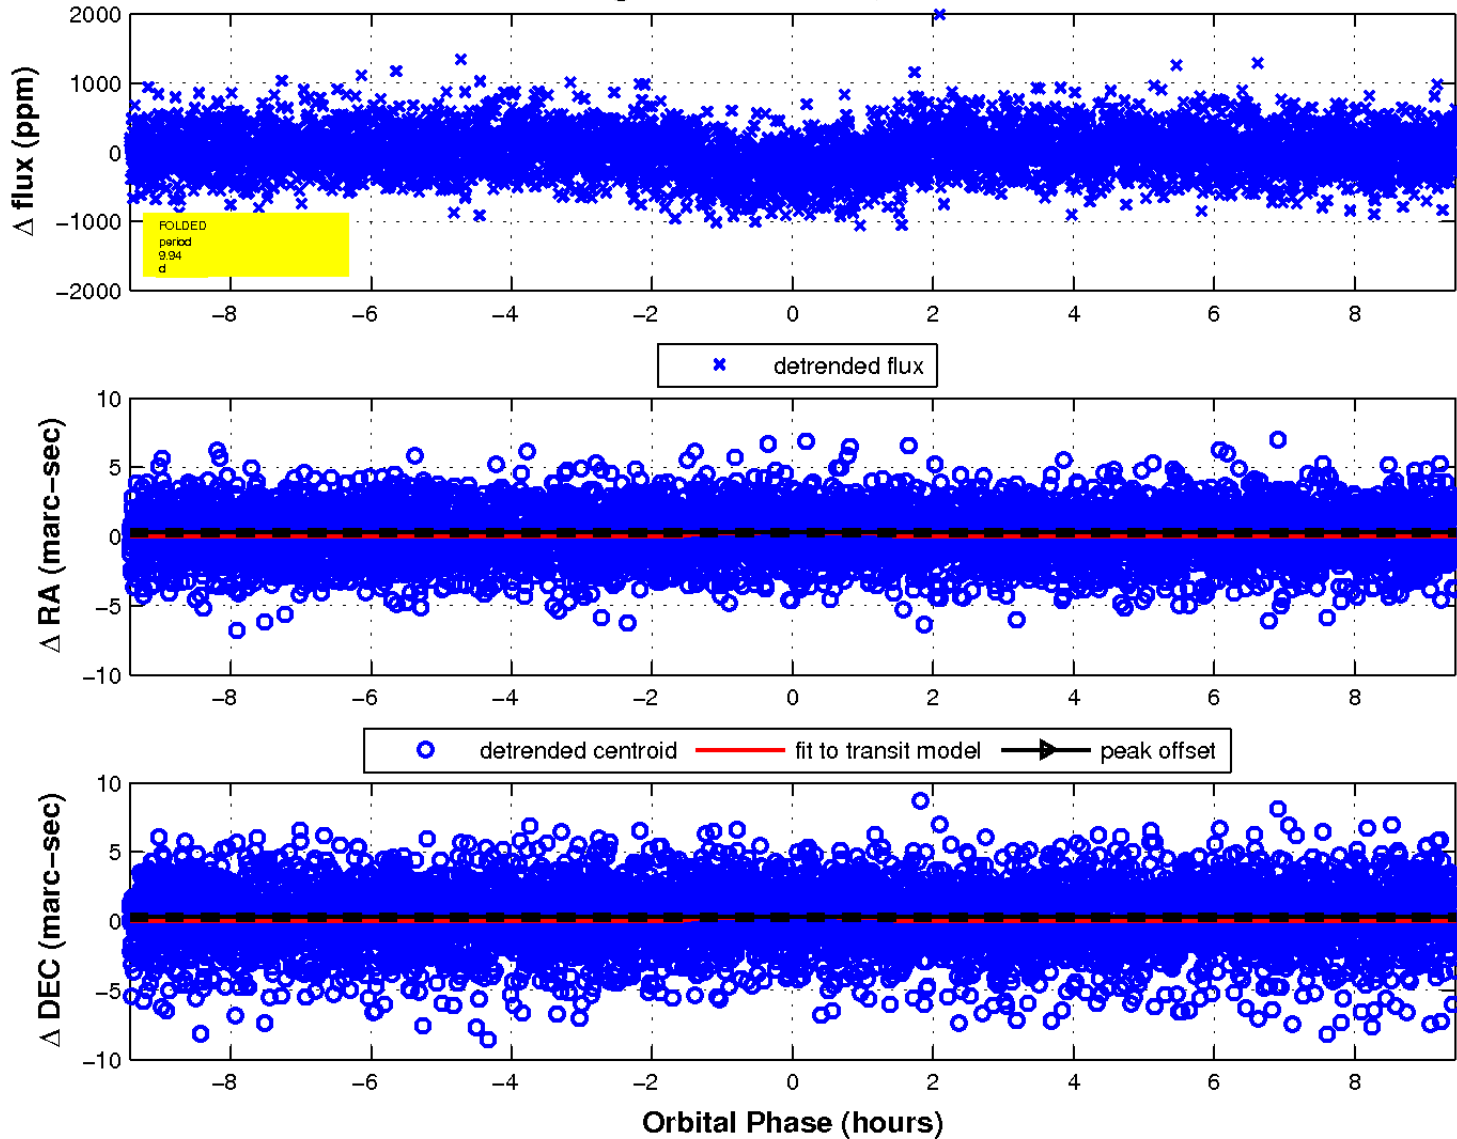 2000
1000
0
−1000
−2000
Δ flux (ppm)
FOLDED
period
9.94
d
−8 −6 −4 −2 0 2 4 6 8
detrended flux
10
5
0
−5
−10
Δ RA (marc−sec)
−8 −6 −4 −2 0 2 4 6 8
detrended centroid fit to transit model peak offset
10
5
0
−5
−10
Δ DEC (marc−sec)
−8 −6 −4 −2 0 2 4 6 8
Orbital Phase (hours)